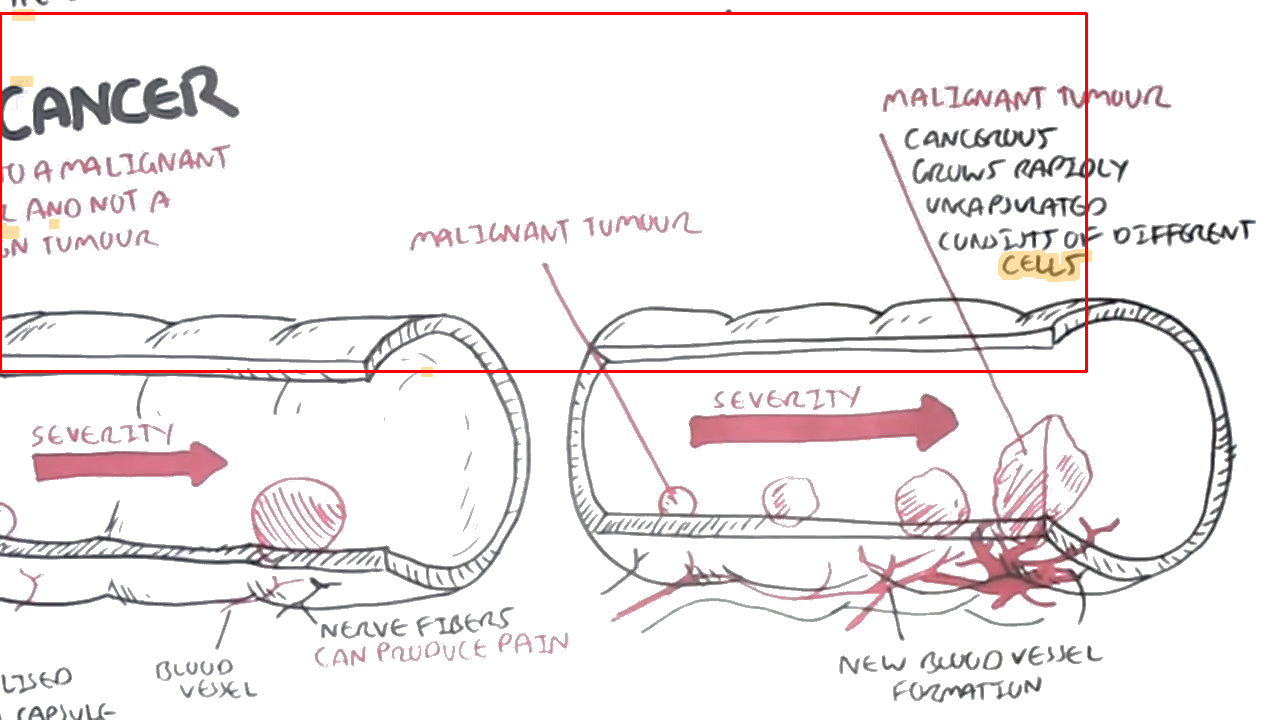 CANCER
TO A MALIGNANT
L AND NOT A
GN TUMOUR
MALIGNANT TUMOUR
MALIGNANT TUMOUR
CANCEROUS
GROWS RAPIDLY
UNCAPSULATED
CONSISTS OF DIFFERENT
CELLS
SEVERITY
SEVERITY
NERVE FIBERS
CAN PRODUCE PAIN
BLOOD
VESSEL
LISED
CAPSULE
NEW BLOOD VESSEL
FORMATION